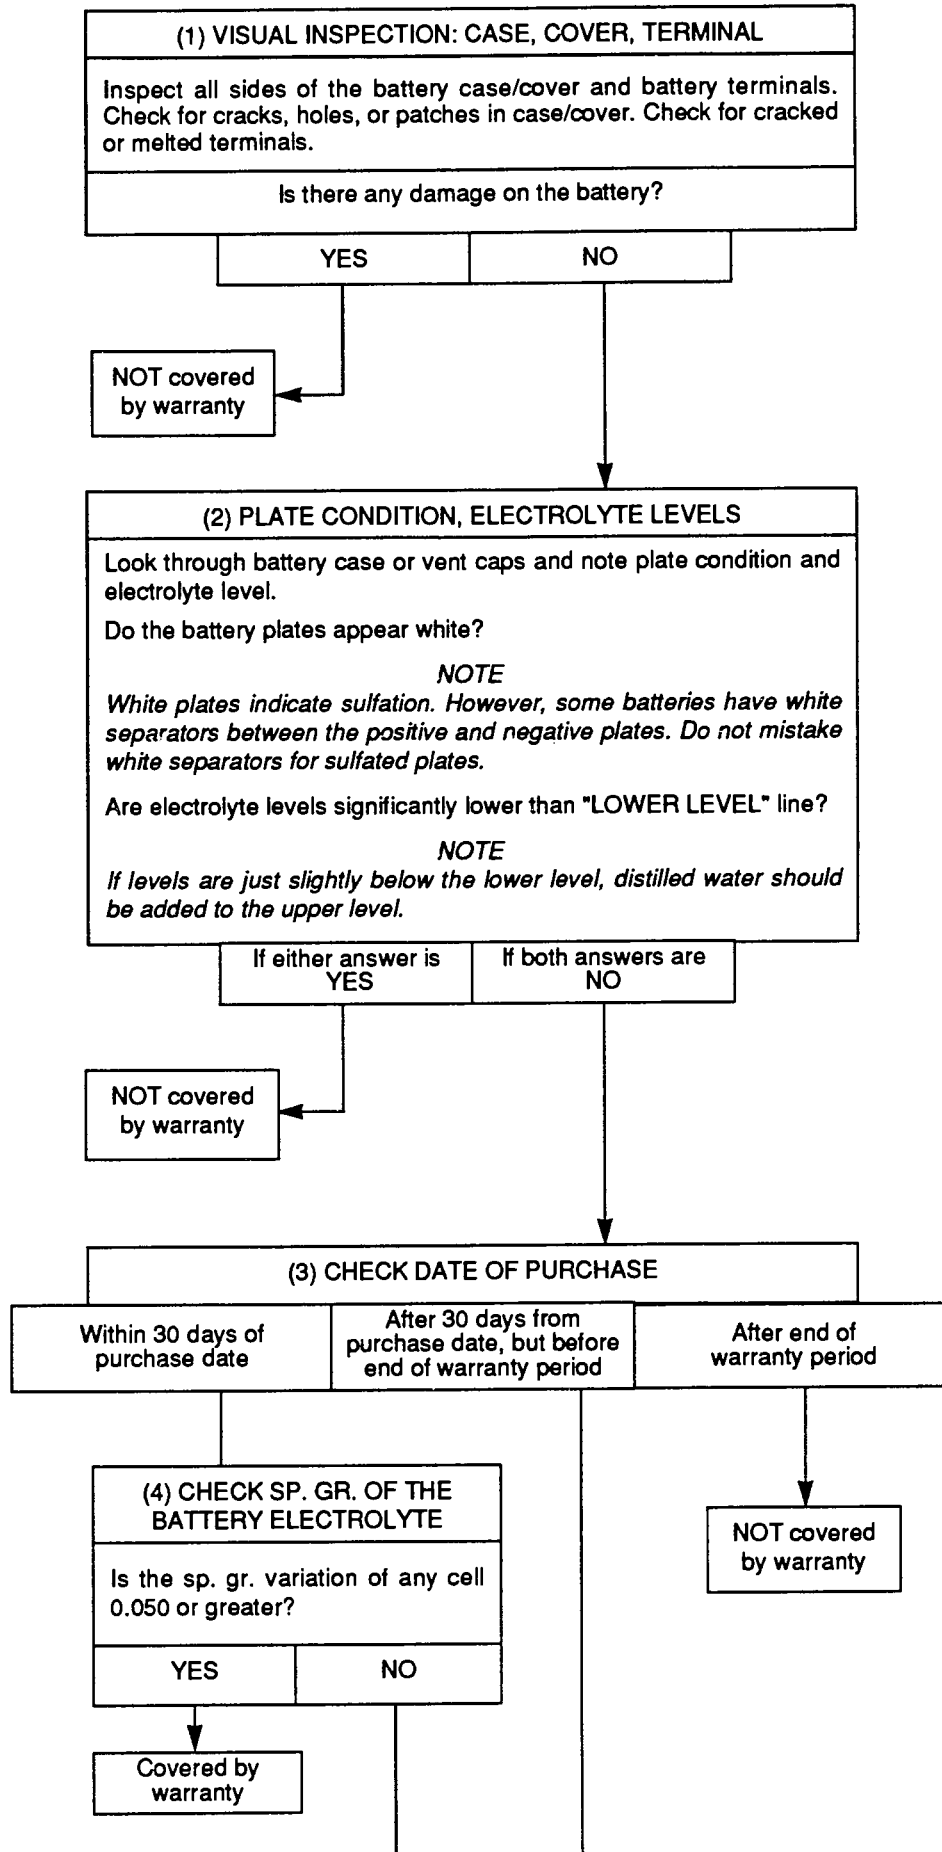 (1) VISUAL INSPECTION: CASE, COVER, TERMINAL
Inspect all sides of the battery case/cover and battery terminals.
Check for cracks, holes, or patches in case/cover. Check for cracked
or melted terminals.
Is there any damage on the battery?
YES
NO
NOT covered
by warranty
(2) PLATE CONDITION, ELECTROLYTE LEVELS
Look through battery case or vent caps and note plate condition and
electrolyte level.
Do the battery plates appear white?
NOTE
White plates indicate sulfation. However, some batteries have white
separators between the positive and negative plates. Do not mistake
white separators for sulfated plates.
Are electrolyte levels significantly lower than "LOWER LEVEL" line?
NOTE
If levels are just slightly below the lower level, distilled water should
be added to the upper level.
If either answer is
YES
If both answers are
NO
NOT covered
by warranty
(3) CHECK DATE OF PURCHASE
Within 30 days of
purchase date
After 30 days from
purchase date, but before
end of warranty period
After end of
warranty period
(4) CHECK SP. GR. OF THE
BATTERY ELECTROLYTE
Is the sp. gr. variation of any cell
0.050 or greater?
YES
NO
Covered by
warranty
NOT covered
by warranty